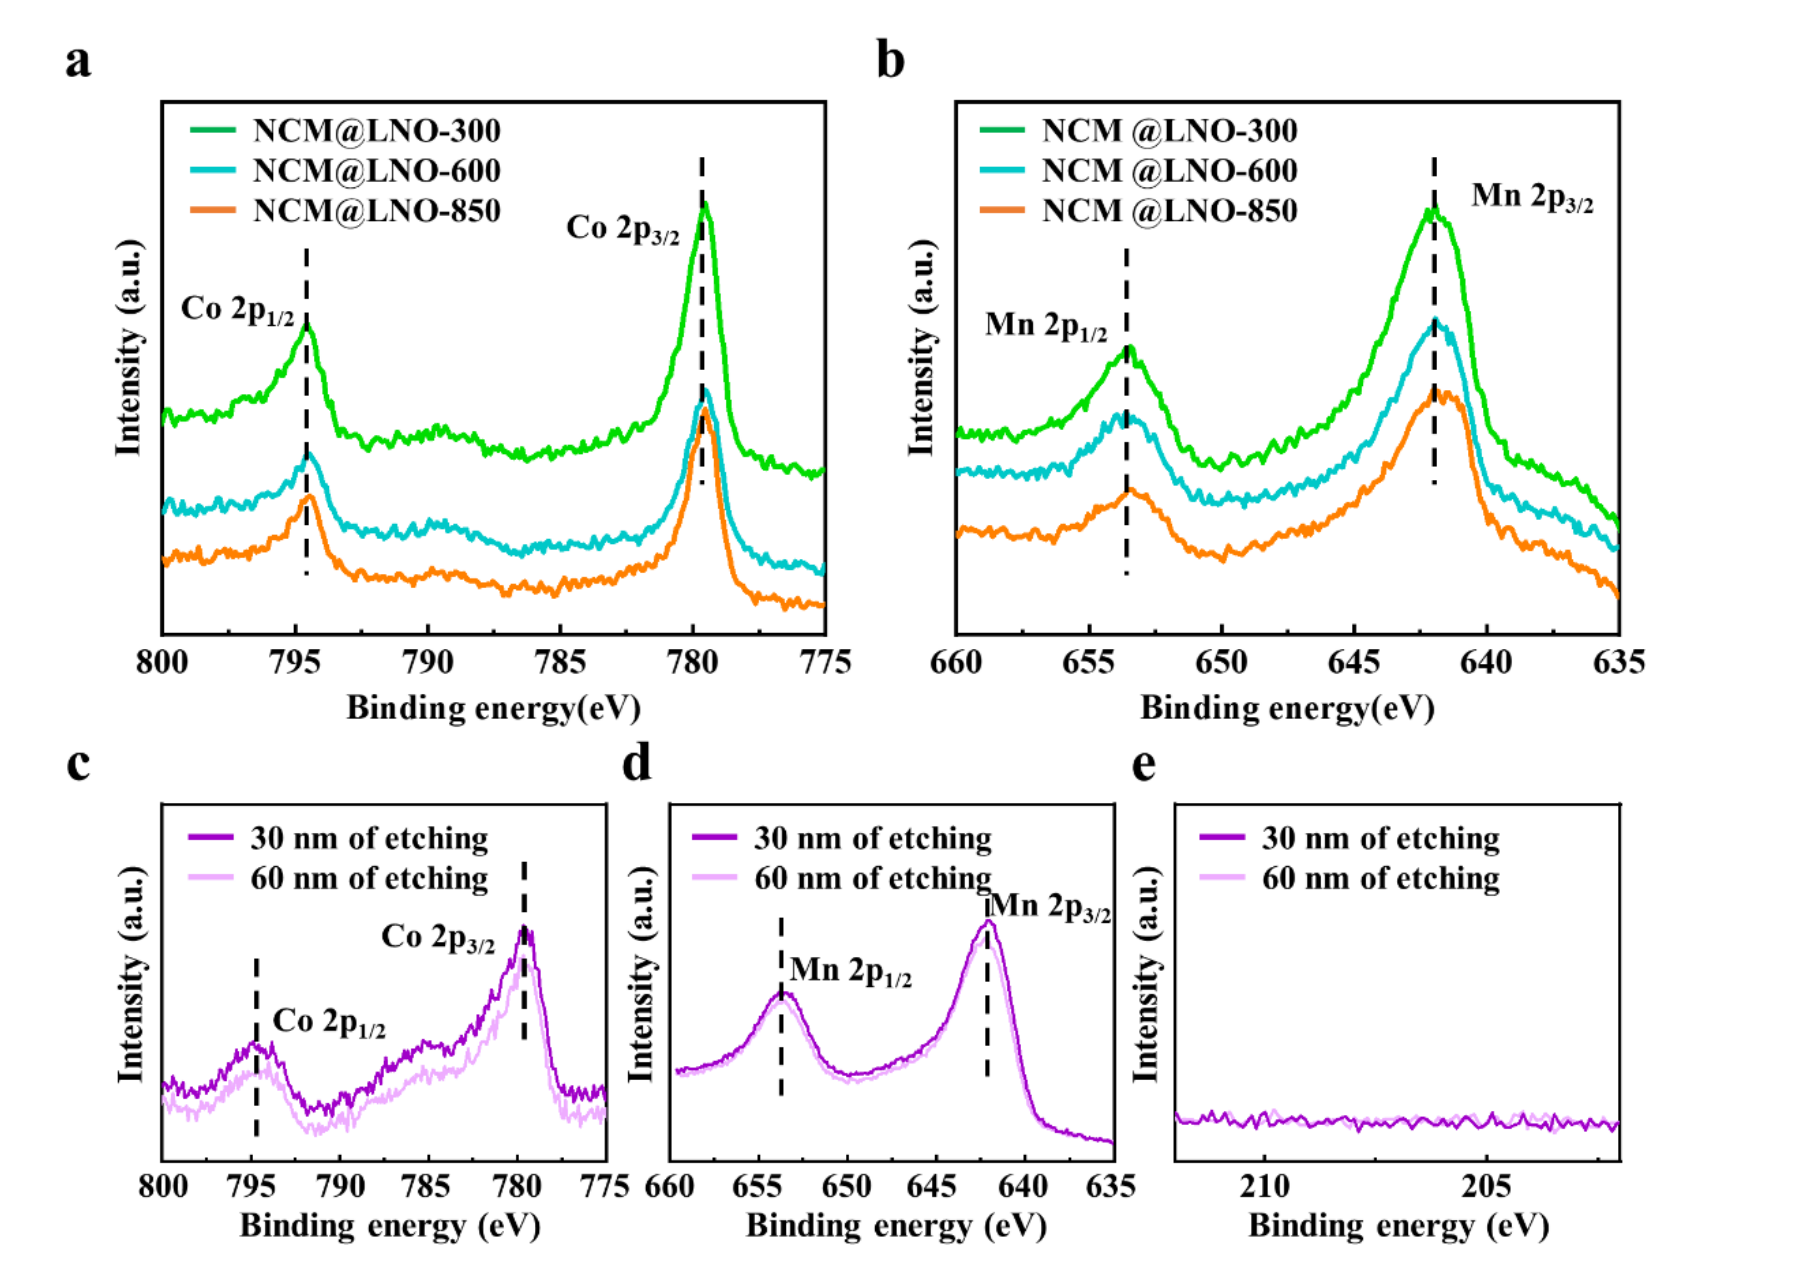 a
NCM@LNO-300
NCM@LNO-600
NCM@LNO-850
Co 2p3/2
Co 2p1/2
Intensity (a.u.)
800 795 790 785 780 775
Binding energy(eV)
b
NCM @LNO-300
NCM @LNO-600
NCM @LNO-850
Mn 2p3/2
Mn 2p1/2
Intensity (a.u.)
660 655 650 645 640 635
Binding energy(eV)
c
30 nm of etching
60 nm of etching
Co 2p3/2
Co 2p1/2
Intensity (a.u.)
800 795 790 785 780 775
Binding energy (eV)
d
30 nm of etching
60 nm of etching
Mn 2p3/2
Mn 2p1/2
Intensity (a.u.)
660 655 650 645 640 635
Binding energy (eV)
e
30 nm of etching
60 nm of etching
Intensity (a.u.)
210 205
Binding energy (eV)